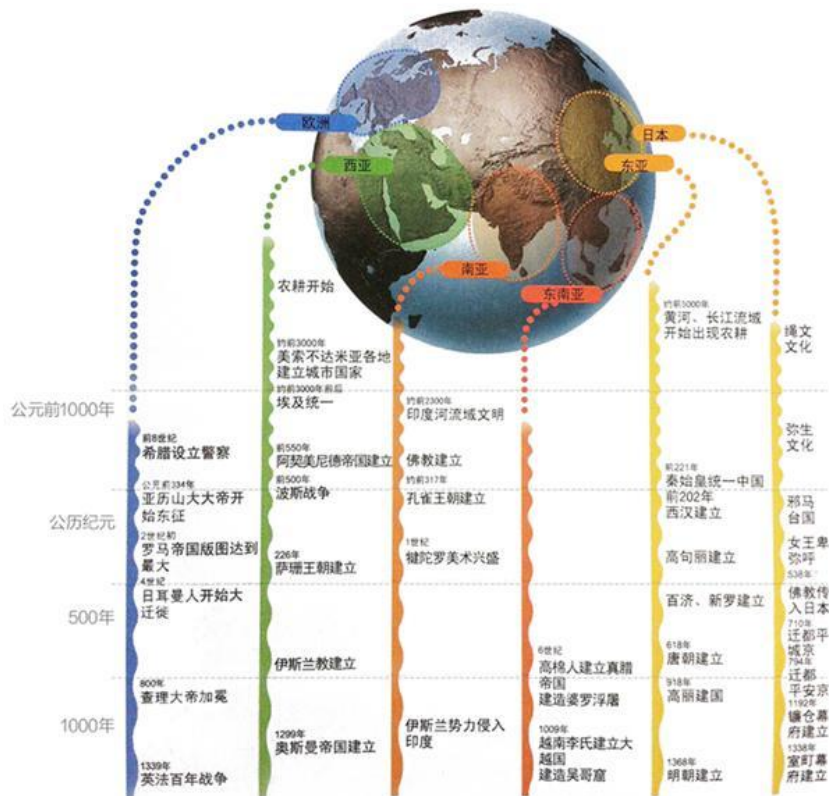 欧洲
日本
西亚
东亚
南亚
东南亚
公元前1000年
公历纪元
500年
1000年
前8世纪
希腊设立警察
公元前334年
亚历山大大帝开
始东征
2世纪初
罗马帝国版图达到
最大
4世纪
日耳曼人开始大
迁徙
800年
查理大帝加冕
1339年
英法百年战争
农耕开始
约前3000年
美索不达米亚各地
建立城市国家
约前3000年前后
埃及统一
前550年
阿契美尼德帝国建立
前500年
波斯战争
226年
萨珊王朝建立
伊斯兰教建立
1299年
奥斯曼帝国建立
约前2300年
印度河流域文明
佛教建立
约前317年
孔雀王朝建立
1世纪
犍陀罗美术兴盛
伊斯兰势力侵入
印度
6世纪
高棉人建立真腊
帝国
建造婆罗浮屠
1009年
越南李氏建立大
越国
建造吴哥窟
约前5000年
黄河、长江流域
开始出现农耕
前221年
秦始皇统一中国
前202年
西汉建立
高句丽建立
百济、新罗建立
618年
唐朝建立
918年
高丽建国
1368年
明朝建立
绳文
文化
弥生
文化
邪马
台国
女王卑
弥呼
538年
佛教传
入日本
710年
迁都平
城京
794年
迁都
平安京
1192年
镰仓幕
府建立
1338年
室町幕
府建立